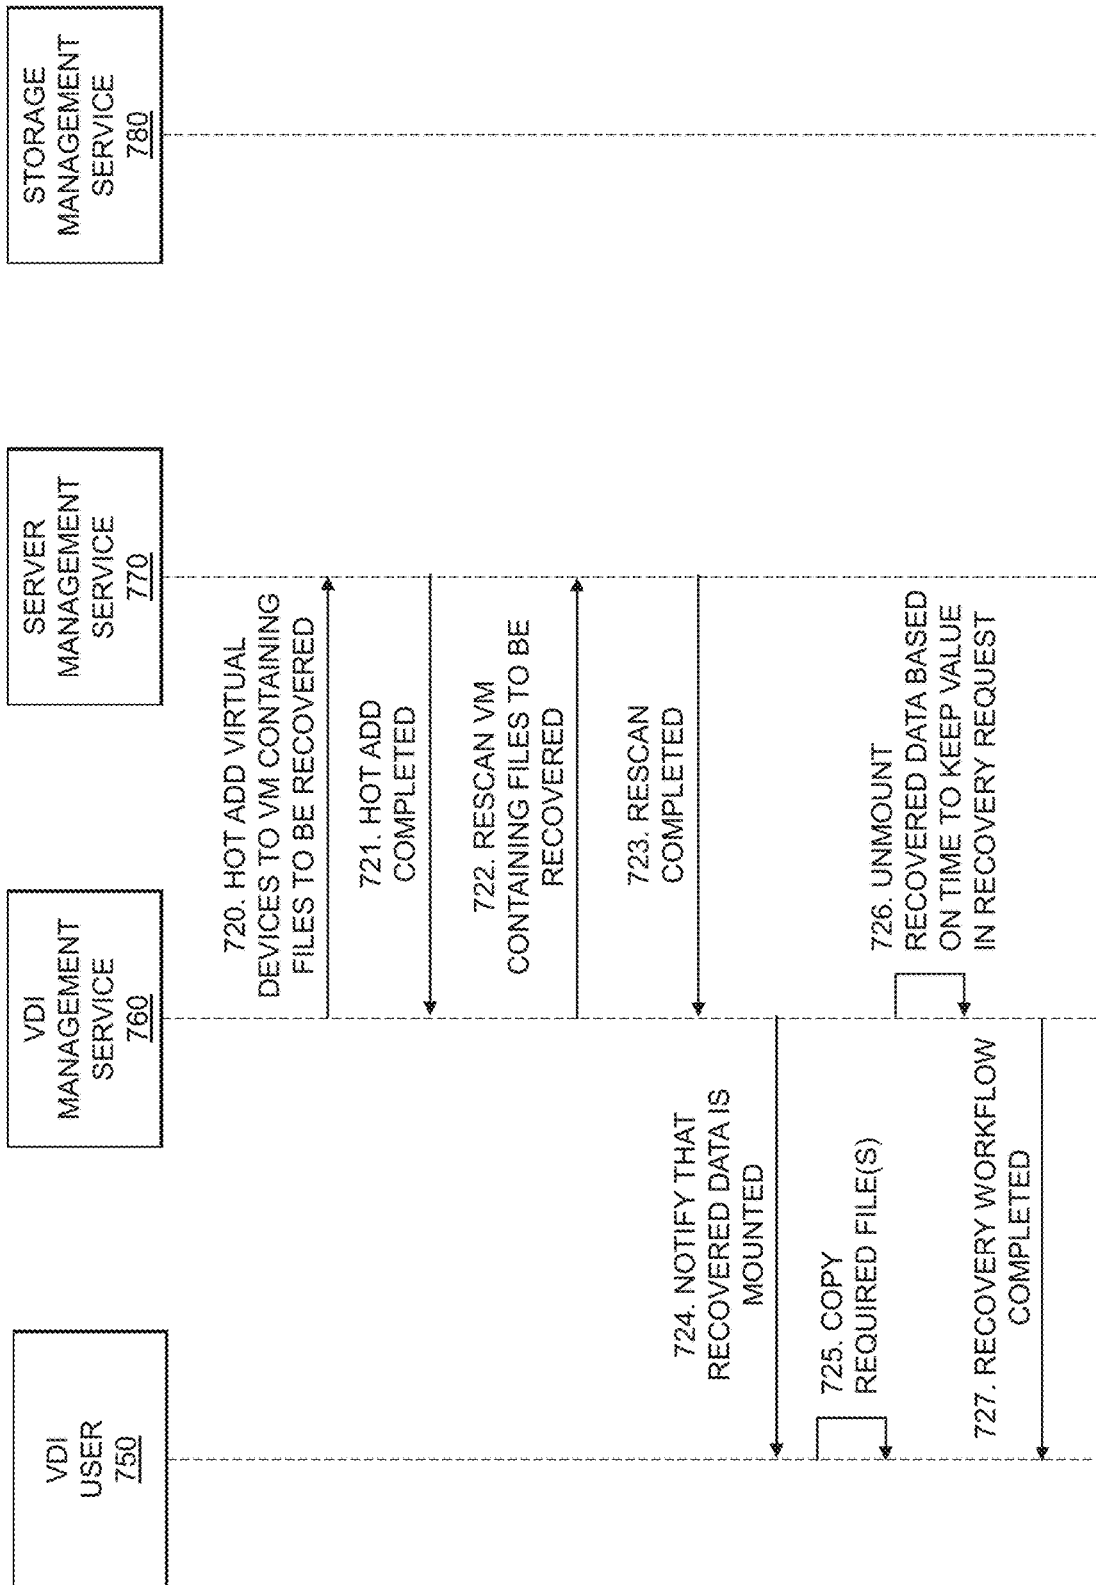 VDI
USER
750
VDI
MANAGEMENT
SERVICE
760
SERVER
MANAGEMENT
SERVICE
770
STORAGE
MANAGEMENT
SERVICE
780
720. HOT ADD VIRTUAL
DEVICES TO VM CONTAINING
FILES TO BE RECOVERED
721. HOT ADD
COMPLETED
722. RESCAN VM
CONTAINING FILES TO BE
RECOVERED
723. RESCAN
COMPLETED
724. NOTIFY THAT
RECOVERED DATA IS
MOUNTED
725. COPY
REQUIRED FILE(S)
726. UNMOUNT
RECOVERED DATA BASED
ON TIME TO KEEP VALUE
IN RECOVERY REQUEST
727. RECOVERY WORKFLOW
COMPLETED